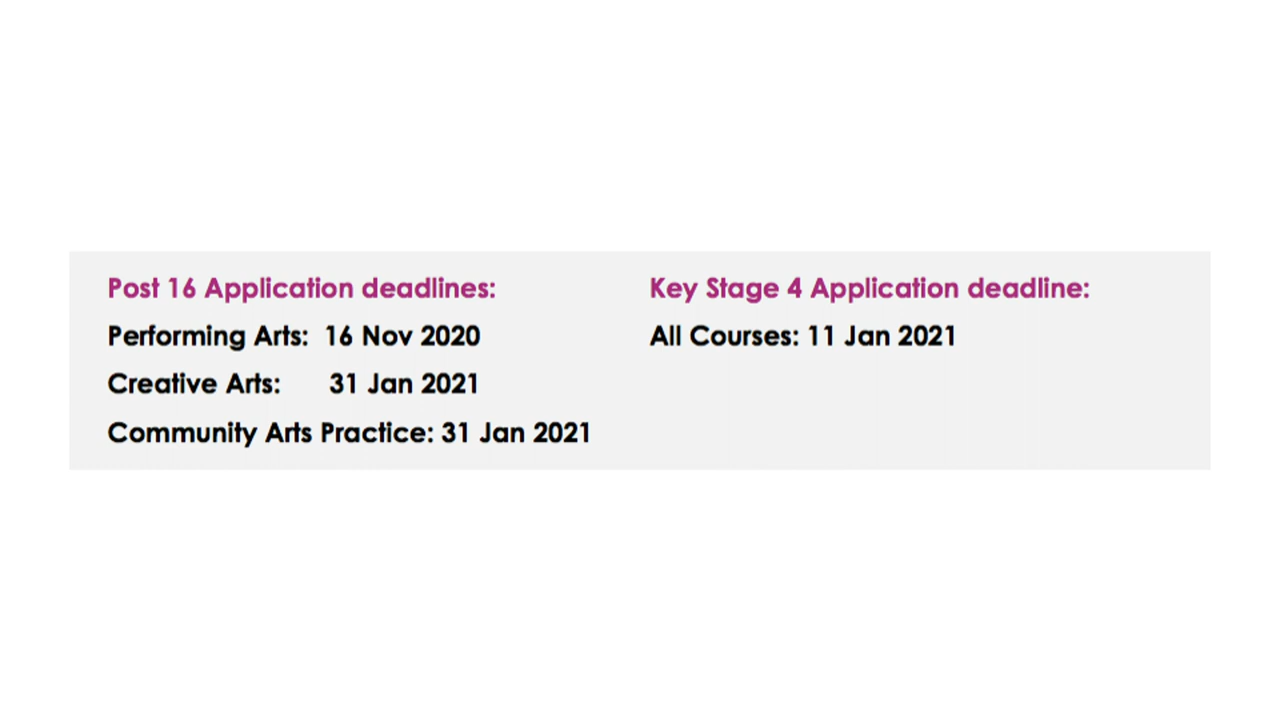 Post 16 Application deadlines:
Performing Arts: 16 Nov 2020
Creative Arts: 31 Jan 2021
Community Arts Practice: 31 Jan 2021
Key Stage 4 Application deadline:
All Courses: 11 Jan 2021